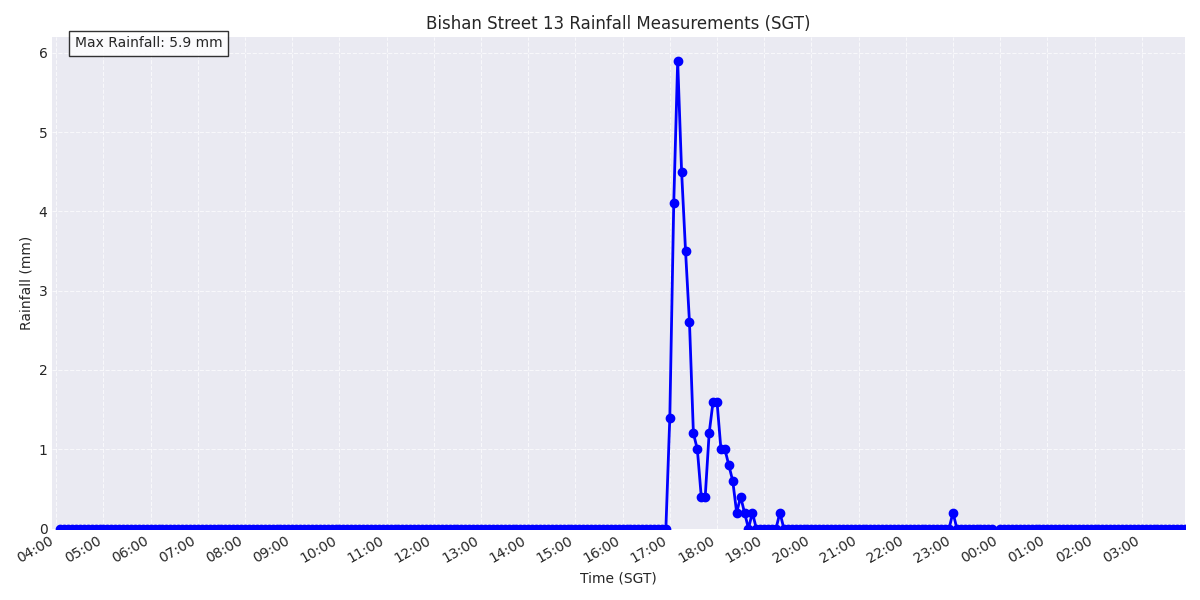 Bishan Street 13 Rainfall Measurements (SGT)
Max Rainfall: 5.9 mm
6
5
4
3
2
1
0
Rainfall (mm)
04:00 05:00 06:00 07:00 08:00 09:00 10:00 11:00 12:00 13:00 14:00 15:00 16:00 17:00 18:00 19:00 20:00 21:00 22:00 23:00 00:00 01:00 02:00 03:00
Time (SGT)